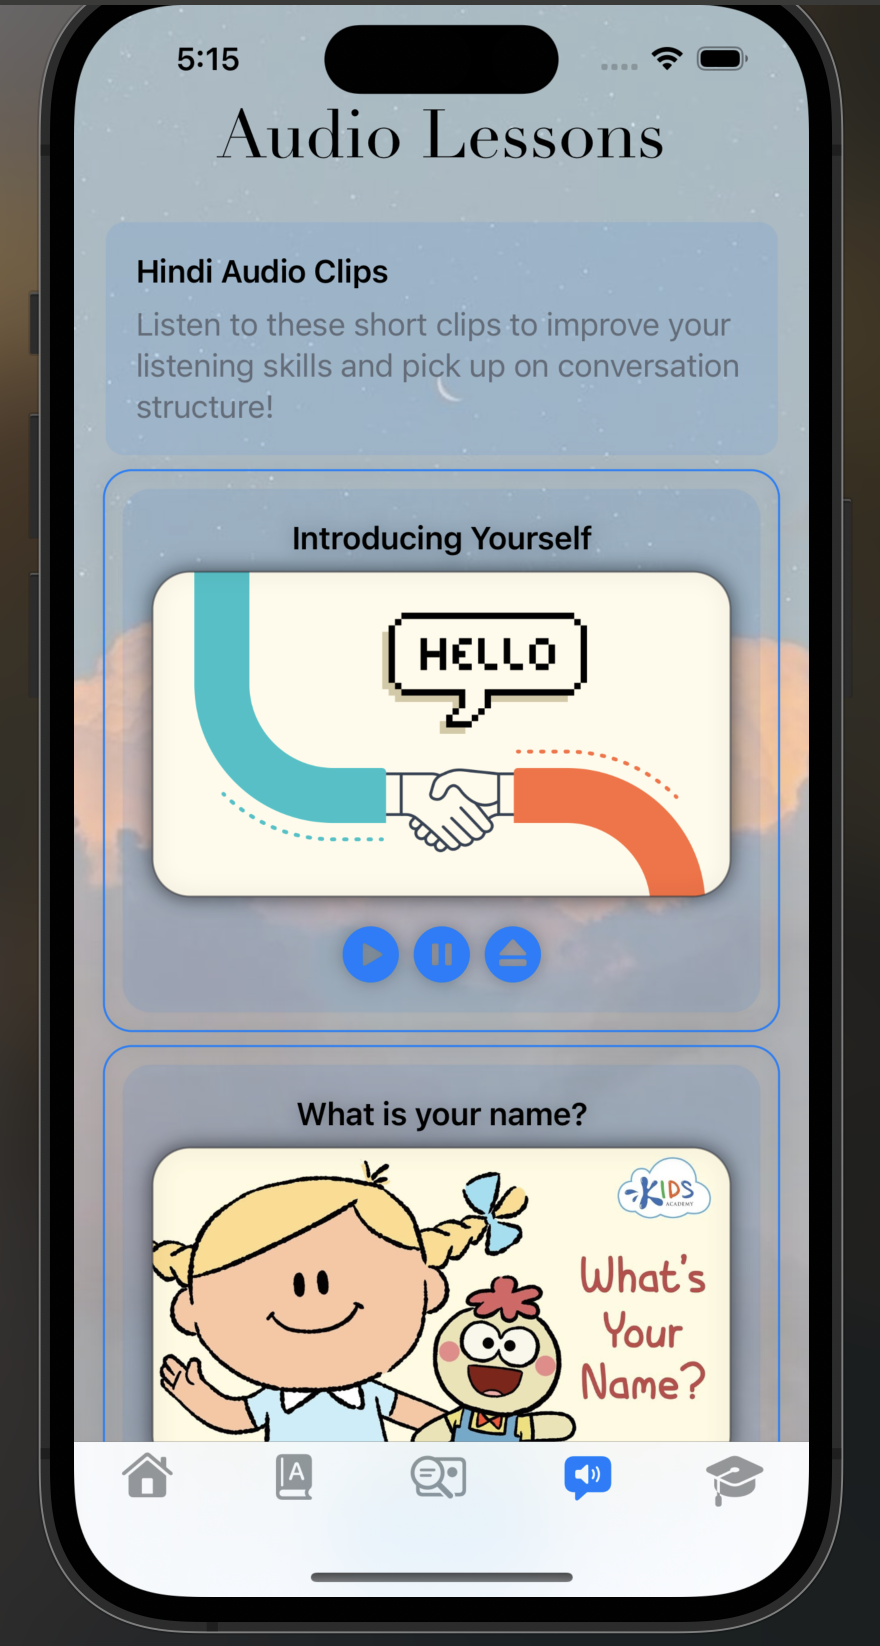 5:15
Audio Lessons
Hindi Audio Clips
Listen to these short clips to improve your
listening skills and pick up on conversation
structure!
Introducing Yourself
HELLO
What is your name?
KIDS
ACADEMY
What's
Your
Name?
A